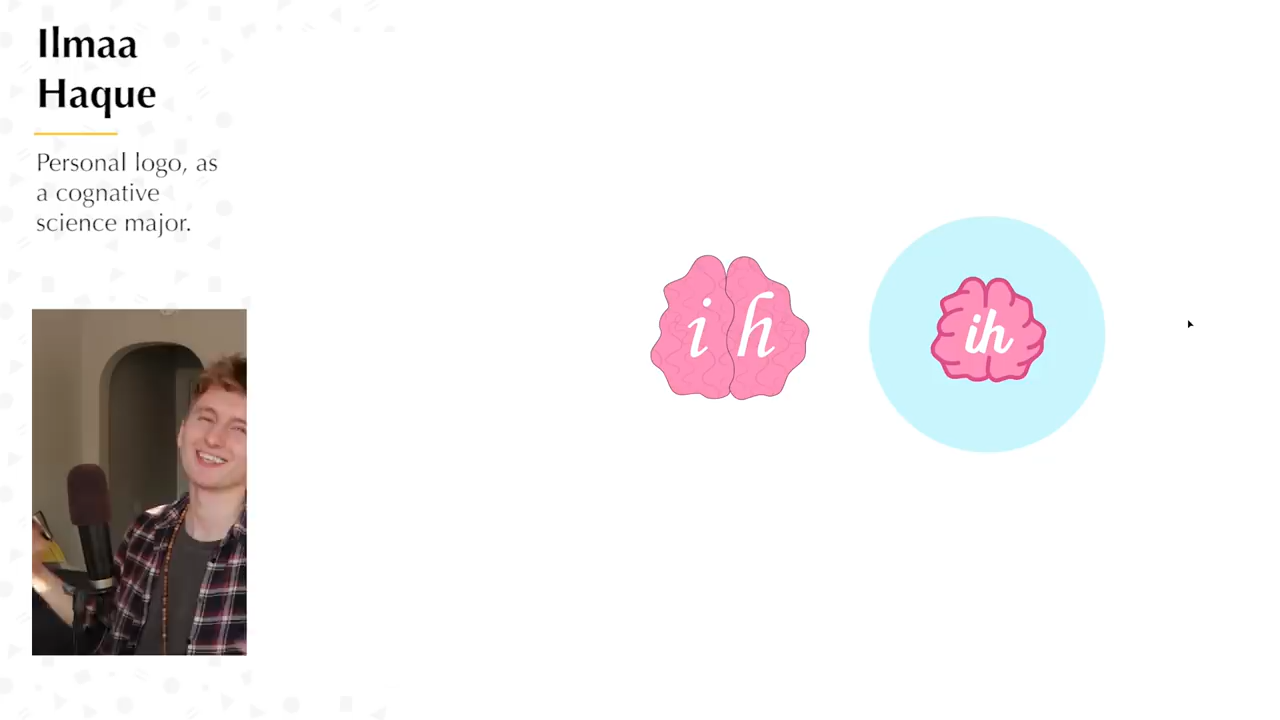 Ilmaa
Haque
Personal logo, as
a cognative
science major.
i h
ih